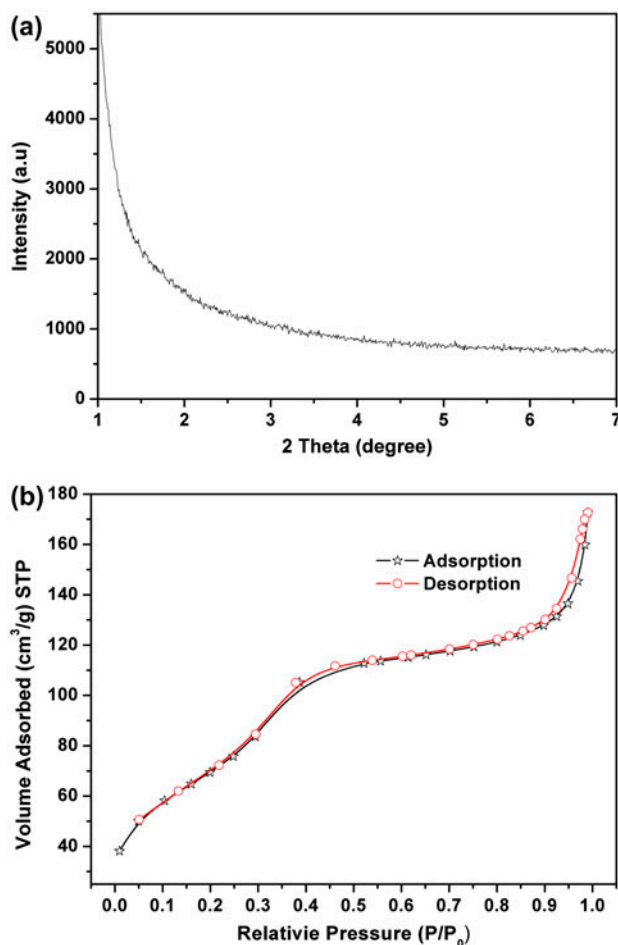 (a)
5000
4000
3000
2000
1000
0
Intensity (a.u)
1 2 3 4 5 6 7
2 Theta (degree)
(b)
180
160
140
120
100
80
60
40
Volume Adsorbed (cm³/g) STP
Adsorption
Desorption
0.0 0.1 0.2 0.3 0.4 0.5 0.6 0.7 0.8 0.9 1.0
Relativie Pressure (P/P₀)